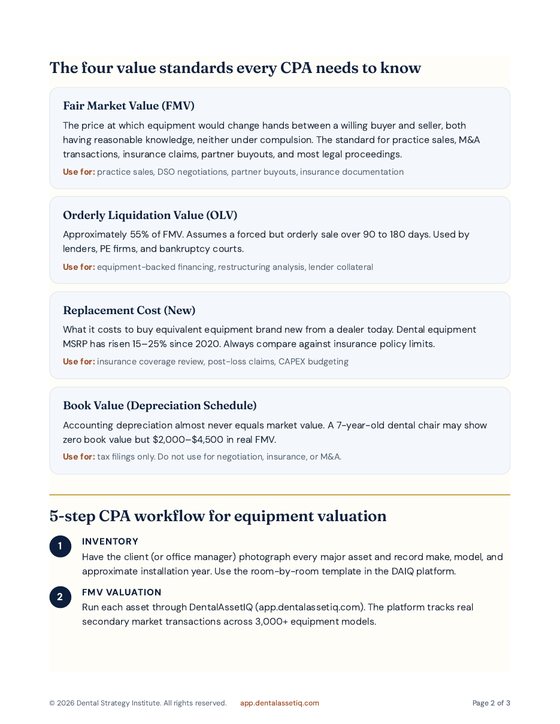 The four value standards every CPA needs to know
Fair Market Value (FMV)
The price at which equipment would change hands between a willing buyer and seller, both
having reasonable knowledge, neither under compulsion. The standard for practice sales, M&A
transactions, insurance claims, partner buyouts, and most legal proceedings.
Use for: practice sales, DSO negotiations, partner buyouts, insurance documentation
Orderly Liquidation Value (OLV)
Approximately 55% of FMV. Assumes a forced but orderly sale over 90 to 180 days. Used by
lenders, PE firms, and bankruptcy courts.
Use for: equipment-backed financing, restructuring analysis, lender collateral
Replacement Cost (New)
What it costs to buy equivalent equipment brand new from a dealer today. Dental equipment
MSRP has risen 15–25% since 2020. Always compare against insurance policy limits.
Use for: insurance coverage review, post-loss claims, CAPEX budgeting
Book Value (Depreciation Schedule)
Accounting depreciation almost never equals market value. A 7-year-old dental chair may show
zero book value but $2,000–$4,500 in real FMV.
Use for: tax filings only. Do not use for negotiation, insurance, or M&A.
5-step CPA workflow for equipment valuation
1 INVENTORY
Have the client (or office manager) photograph every major asset and record make, model, and
approximate installation year. Use the room-by-room template in the DAIQ platform.
2 FMV VALUATION
Run each asset through DentalAssetIQ (app.dentalassetiq.com). The platform tracks real
secondary market transactions across 3,000+ equipment models.
© 2026 Dental Strategy Institute. All rights reserved. app.dentalassetiq.com Page 2 of 3